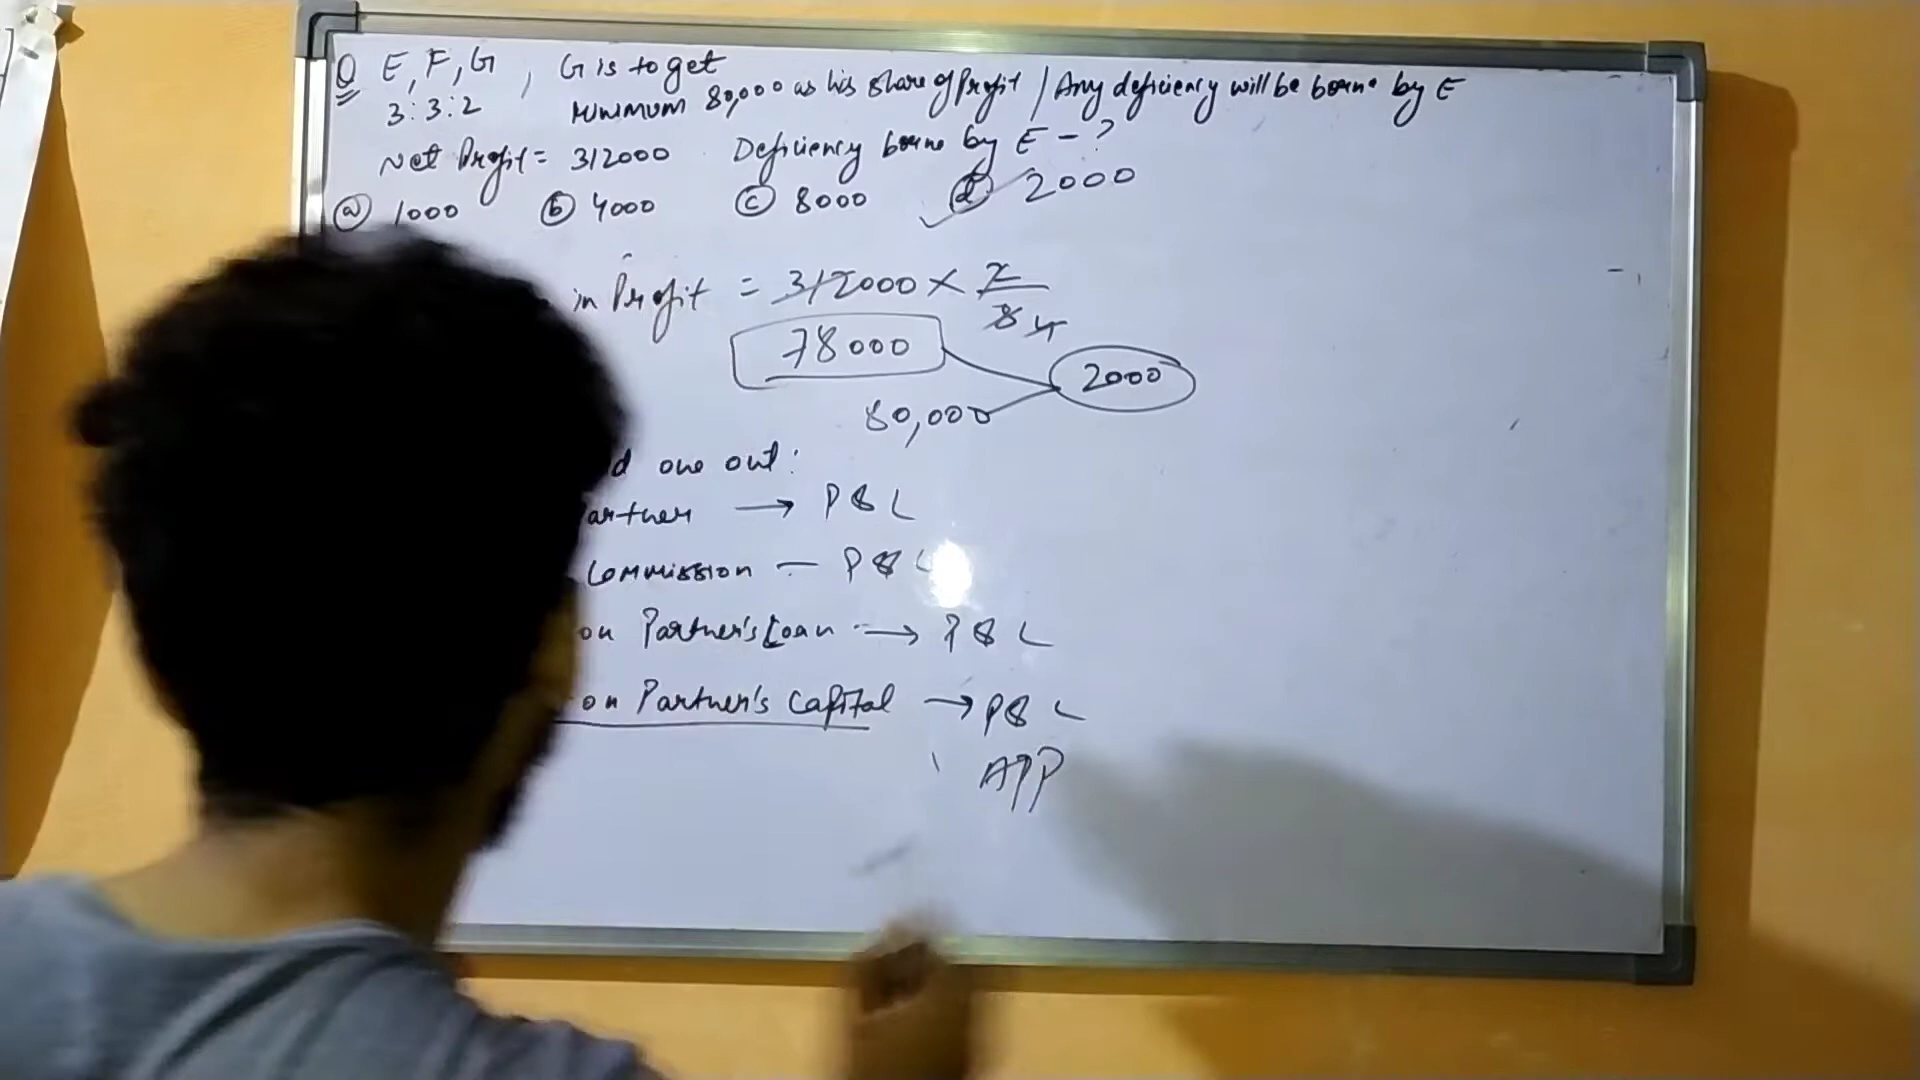 Q E, F, G , G is to get
3:3:2 Minimum 80,000 as his share of Profit / Any deficiency will be borne by E
Net Profit = 312000 Deficiency borne by E - ?
(a) 1000 (b) 4000 (c) 8000 (d) 2000
in Profit = 312000 × 2/8 4
78000
2000
80,000
one out:
artner → P & L
Commission — P & L
on Partner's Loan → P & L
on Partner's Capital → P & L
APP